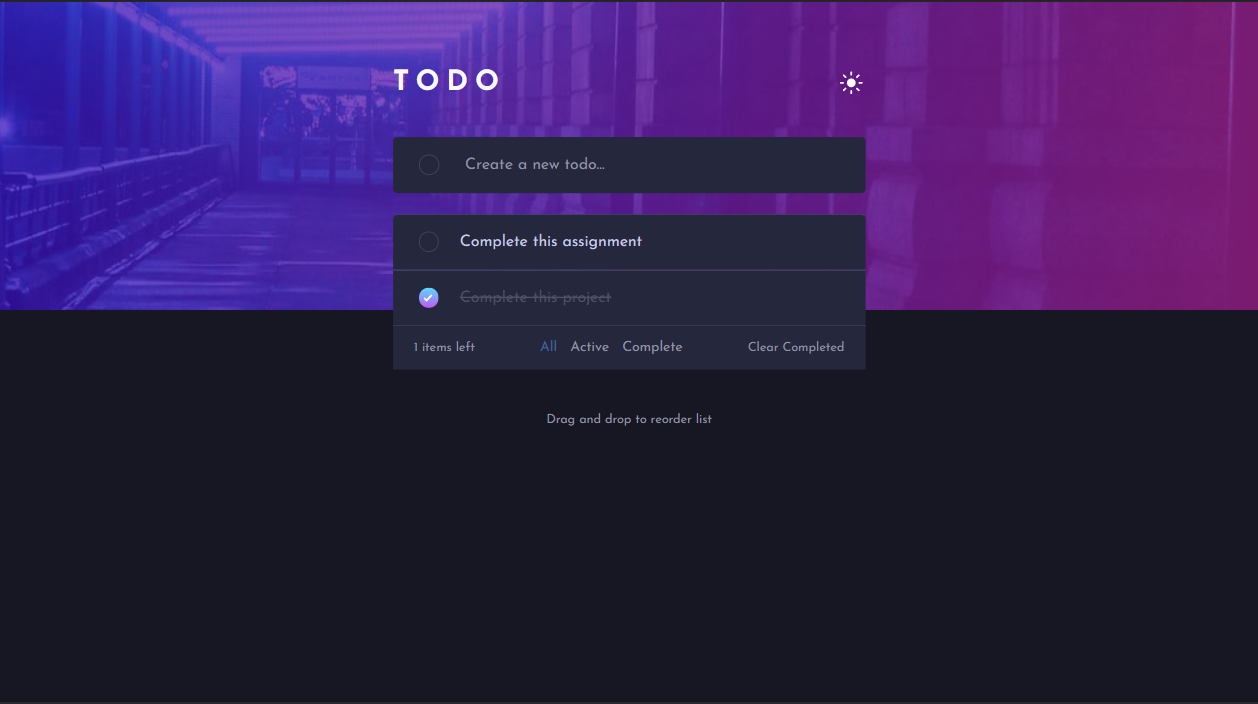 TODO
Create a new todo...
Complete this assignment
Complete this project
1 items left All Active Complete Clear Completed
Drag and drop to reorder list